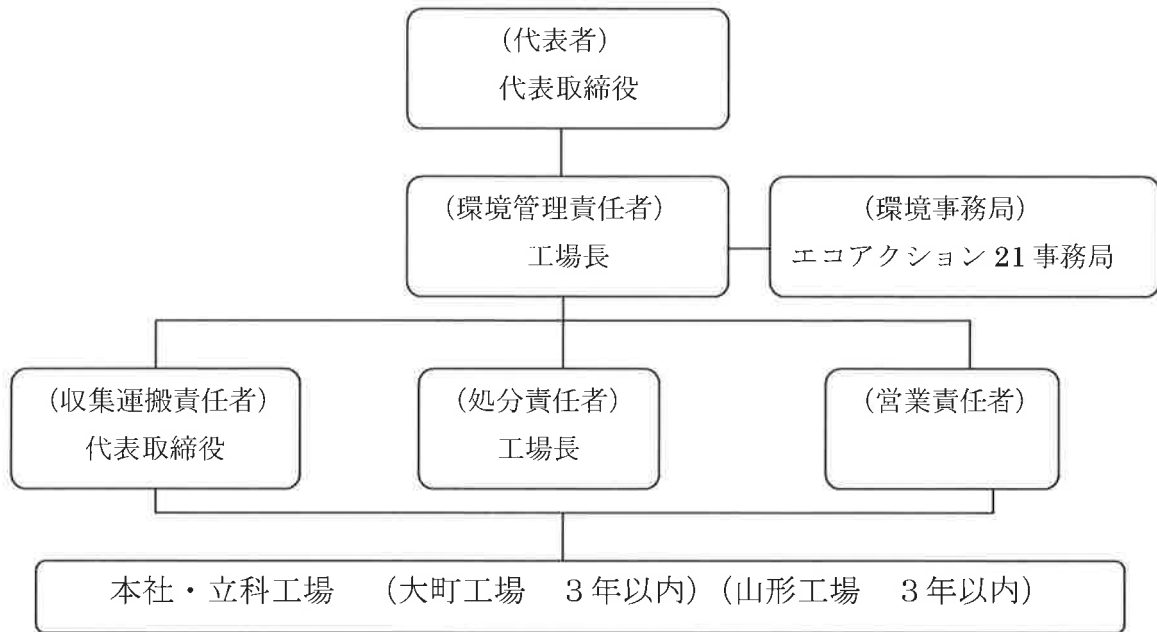 (代表者)
代表取締役
(環境管理責任者)
工場長
(環境事務局)
エコアクション 21 事務局
(収集運搬責任者)
代表取締役
(処分責任者)
工場長
(営業責任者)
本社・立科工場 (大町工場 3年以内) (山形工場 3年以内)